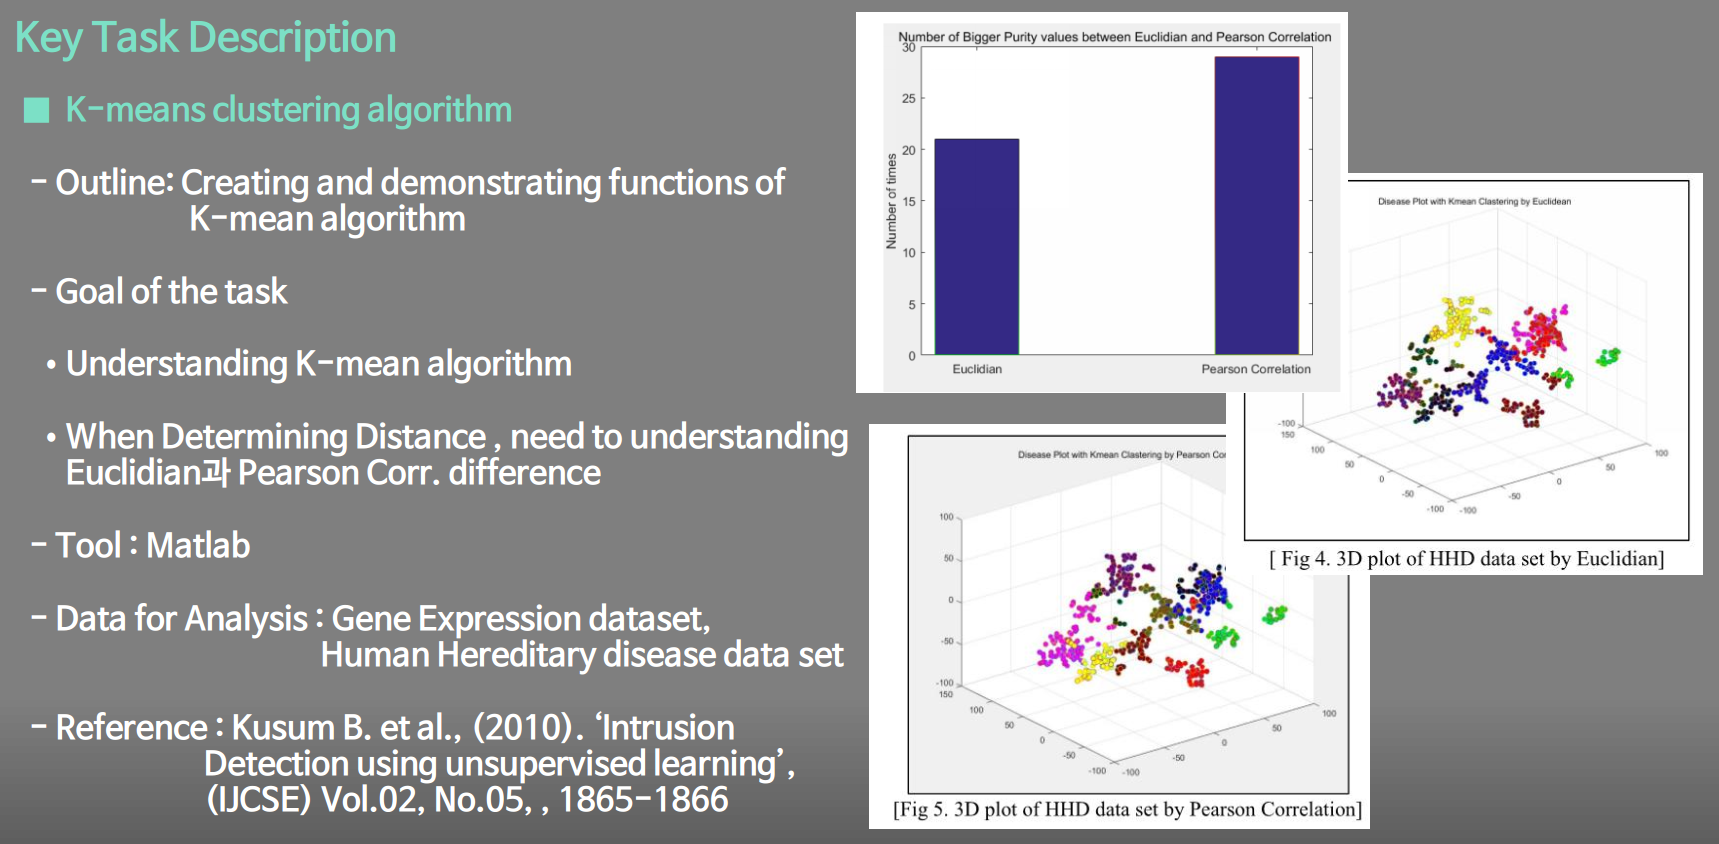 Key Task Description
■ K-means clustering algorithm
- Outline: Creating and demonstrating functions of
K-mean algorithm
- Goal of the task
• Understanding K-mean algorithm
• When Determining Distance , need to understanding
Euclidian과 Pearson Corr. difference
- Tool : Matlab
- Data for Analysis : Gene Expression dataset,
Human Hereditary disease data set
- Reference : Kusum B. et al., (2010). ‘Intrusion
Detection using unsupervised learning’,
(IJCSE) Vol.02, No.05, , 1865-1866
Number of Bigger Purity values between Euclidian and Pearson Correlation
30
25
20
15
10
5
0
Number of times
Euclidian
Pearson Correlation
Disease Plot with Kmean Clastering by Euclidean
-100
150
100
50
0
-50
-100
-100
-50
0
50
100
[ Fig 4. 3D plot of HHD data set by Euclidian]
Disease Plot with Kmean Clastering by Pearson Cor
100
50
0
-50
-100
150
100
50
0
-50
-100
-100
-50
0
50
100
[Fig 5. 3D plot of HHD data set by Pearson Correlation]